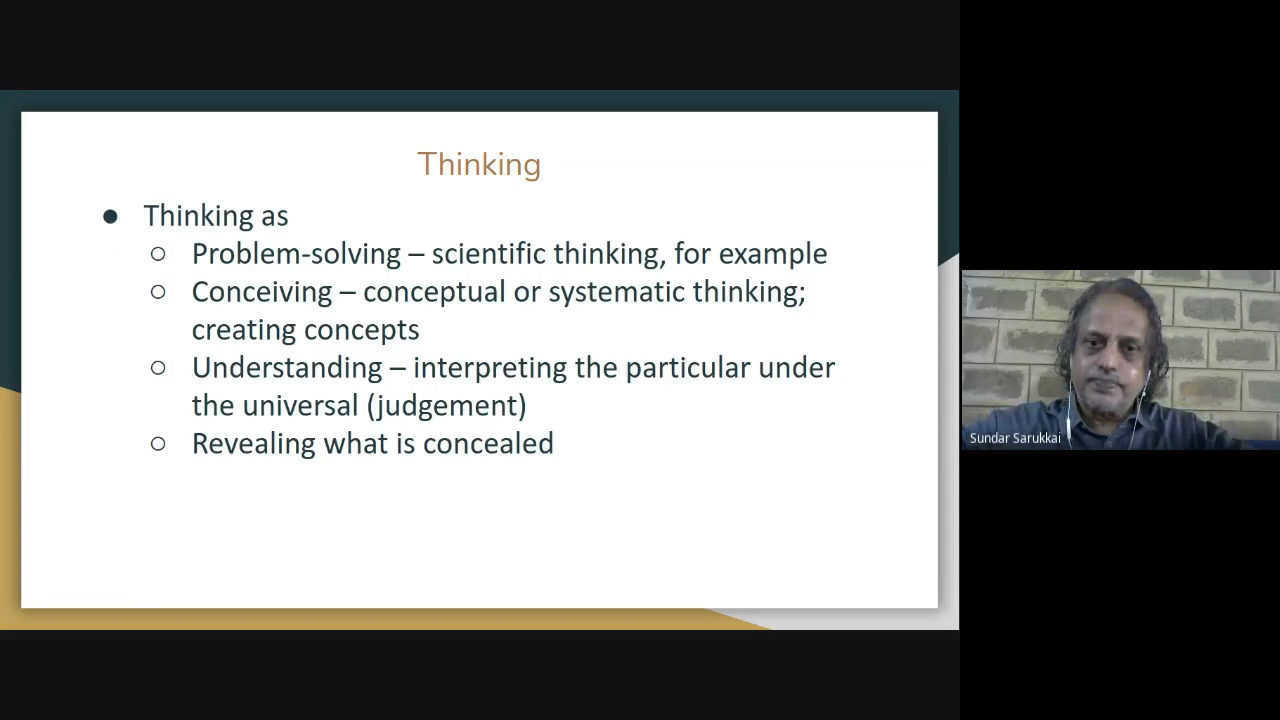 Thinking
● Thinking as
○ Problem-solving – scientific thinking, for example
○ Conceiving – conceptual or systematic thinking;
creating concepts
○ Understanding – interpreting the particular under
the universal (judgement)
○ Revealing what is concealed
Sundar Sarukkai